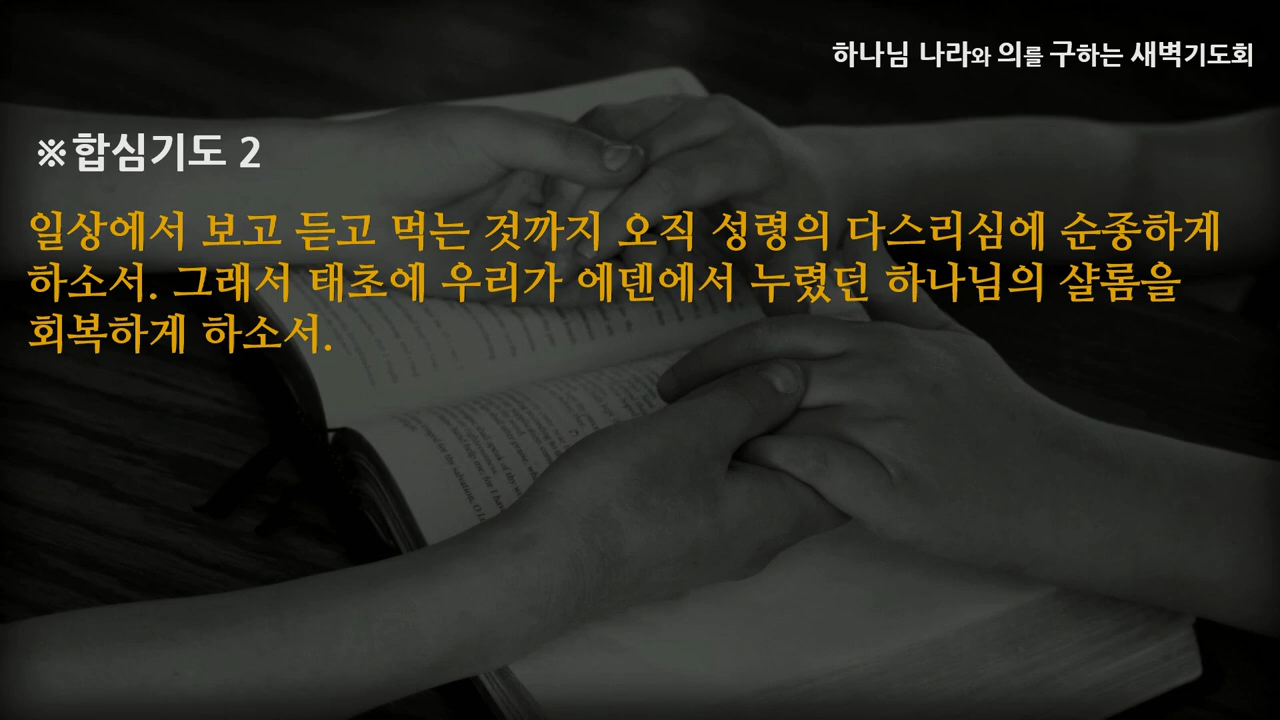 하나님 나라와 의를 구하는 새벽기도회
※합심기도 2
일상에서 보고 듣고 먹는 것까지 오직 성령의 다스리심에 순종하게
하소서. 그래서 태초에 우리가 에덴에서 누렸던 하나님의 샬롬을
회복하게 하소서.